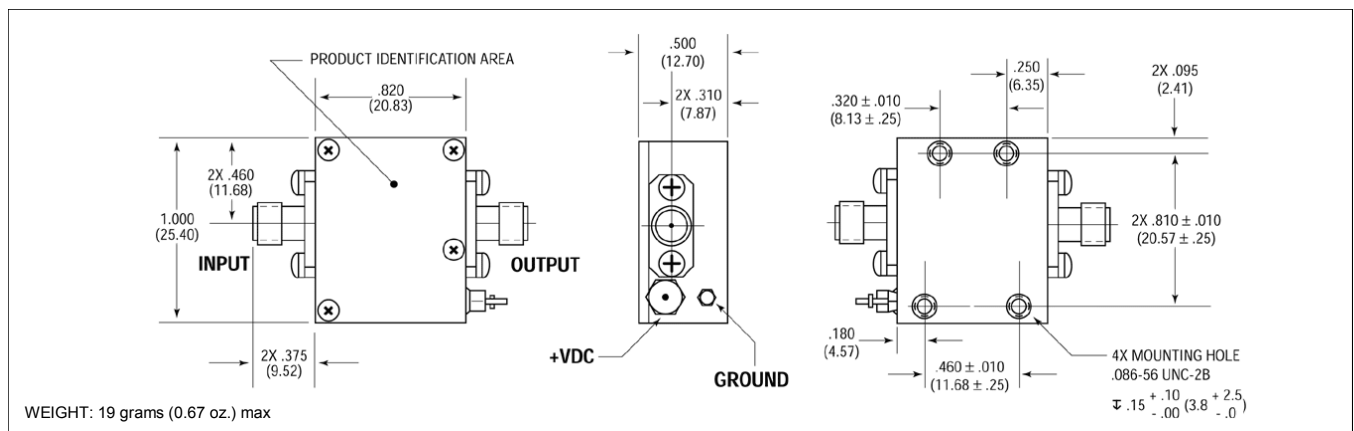 PRODUCT IDENTIFICATION AREA
.820
(20.83)
2X .460
(11.68)
1.000
(25.40)
INPUT
OUTPUT
2X .375
(9.52)
WEIGHT: 19 grams (0.67 oz.) max
.500
(12.70)
2X .310
(7.87)
+VDC
GROUND
.250
(6.35)
2X .095
(2.41)
.320 ± .010
(8.13 ± .25)
2X .810 ± .010
(20.57 ± .25)
.180
(4.57)
.460 ± .010
(11.68 ± .25)
4X MOUNTING HOLE
.086-56 UNC-2B
↧ .15 + .10 - .00 (3.8 + 2.5 - .0)